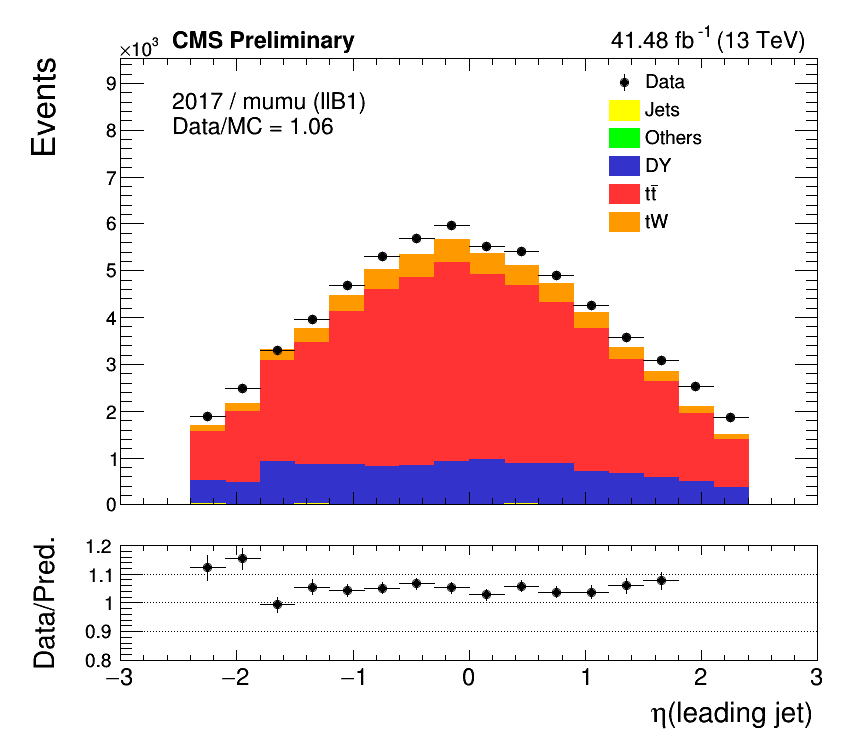 ×10³ CMS Preliminary 41.48 fb⁻¹ (13 TeV)
Events
9
8
7
6
5
4
3
2
1
0
2017 / mumu (llB1)
Data/MC = 1.06
Data
Jets
Others
DY
tt̄
tW
Data/Pred.
1.2
1.1
1
0.9
0.8
−3 −2 −1 0 1 2 3
η(leading jet)